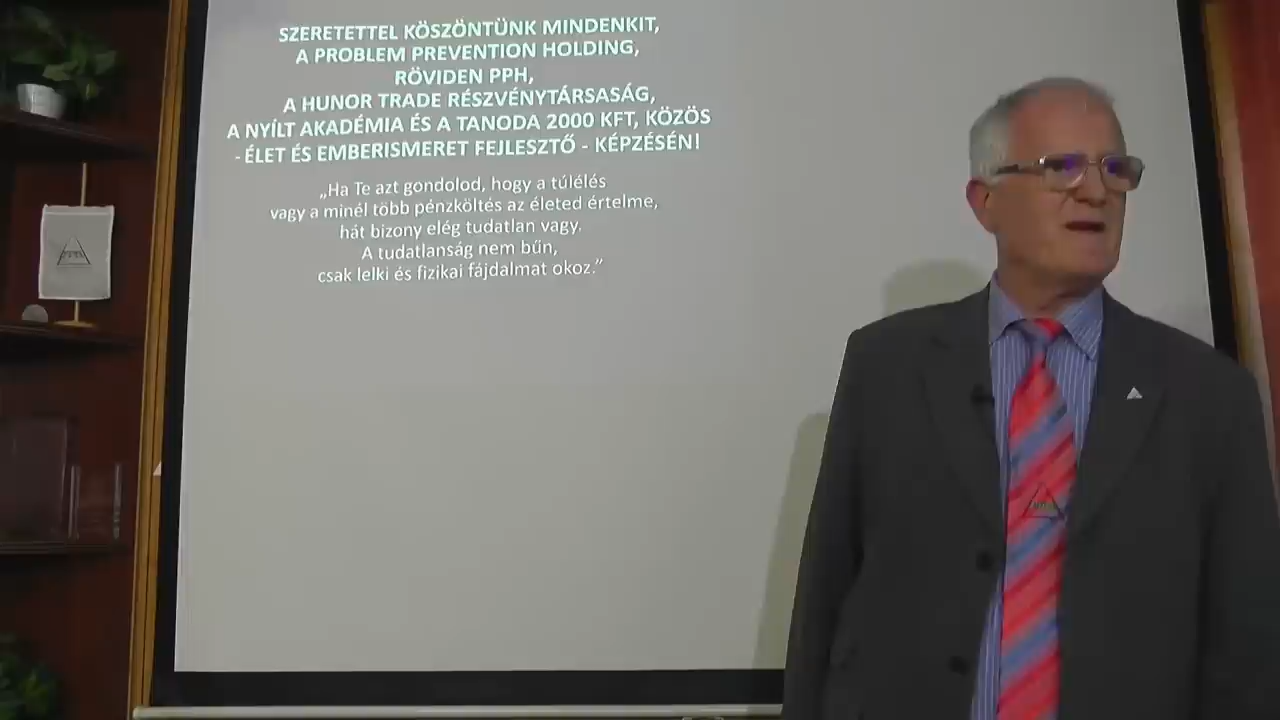 SZERETETTEL KÖSZÖNTÜNK MINDENKIT,
A PROBLEM PREVENTION HOLDING,
RÖVIDEN PPH,
A HUNOR TRADE RÉSZVÉNYTÁRSASÁG,
A NYÍLT AKADÉMIA ÉS A TANODA 2000 KFT, KÖZÖS
- ÉLET ÉS EMBERISMERET FEJLESZTŐ - KÉPZÉSÉN!
„Ha Te azt gondolod, hogy a túlélés
vagy a minél több pénzköltés az életed értelme,
hát bizony elég tudatlan vagy.
A tudatlanság nem bűn,
csak lelki és fizikai fájdalmat okoz.”